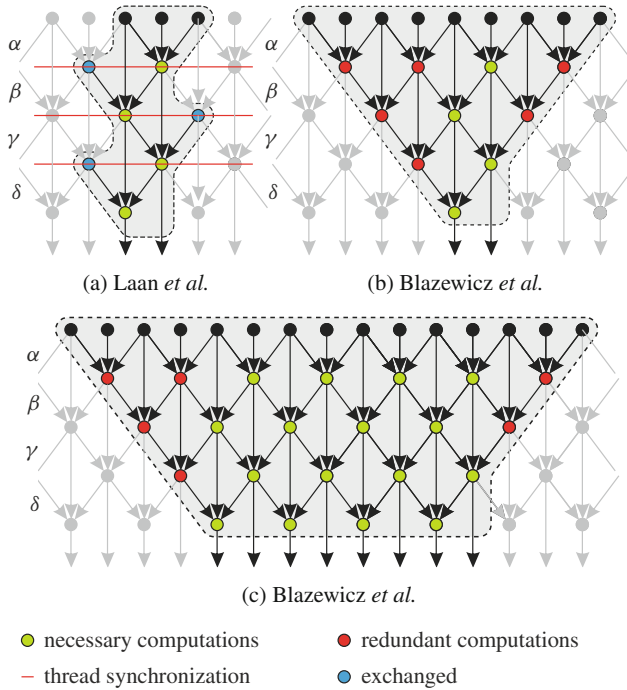 α
β
γ
δ
(a) Laan et al.
α
β
γ
δ
(b) Blazewicz et al.
α
β
γ
δ
(c) Blazewicz et al.
necessary computations
redundant computations
thread synchronization
exchanged